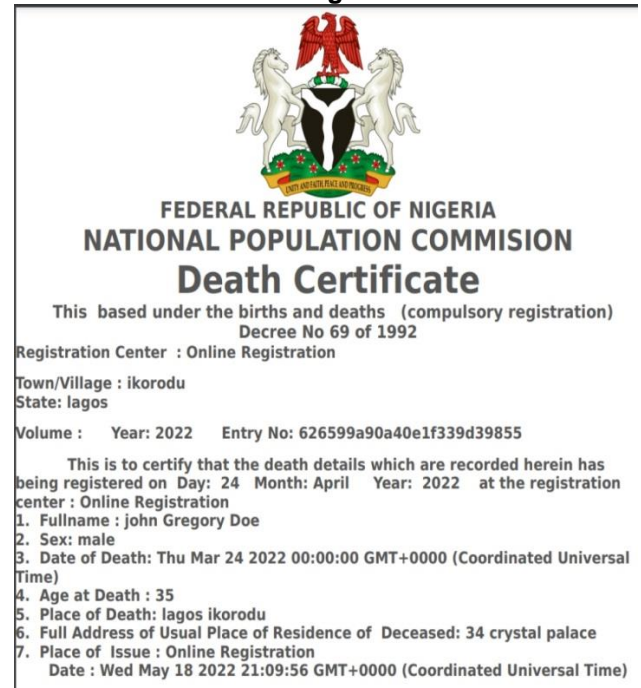 UNITY AND FAITH, PEACE AND PROGRESS
FEDERAL REPUBLIC OF NIGERIA
NATIONAL POPULATION COMMISION
Death Certificate
This based under the births and deaths (compulsory registration)
Decree No 69 of 1992
Registration Center : Online Registration
Town/Village : ikorodu
State: lagos
Volume : Year: 2022 Entry No: 626599a90a40e1f339d39855
This is to certify that the death details which are recorded herein has
being registered on Day: 24 Month: April Year: 2022 at the registration
center : Online Registration
1. Fullname : john Gregory Doe
2. Sex: male
3. Date of Death: Thu Mar 24 2022 00:00:00 GMT+0000 (Coordinated Universal
Time)
4. Age at Death : 35
5. Place of Death: lagos ikorodu
6. Full Address of Usual Place of Residence of Deceased: 34 crystal palace
7. Place of Issue : Online Registration
Date : Wed May 18 2022 21:09:56 GMT+0000 (Coordinated Universal Time)